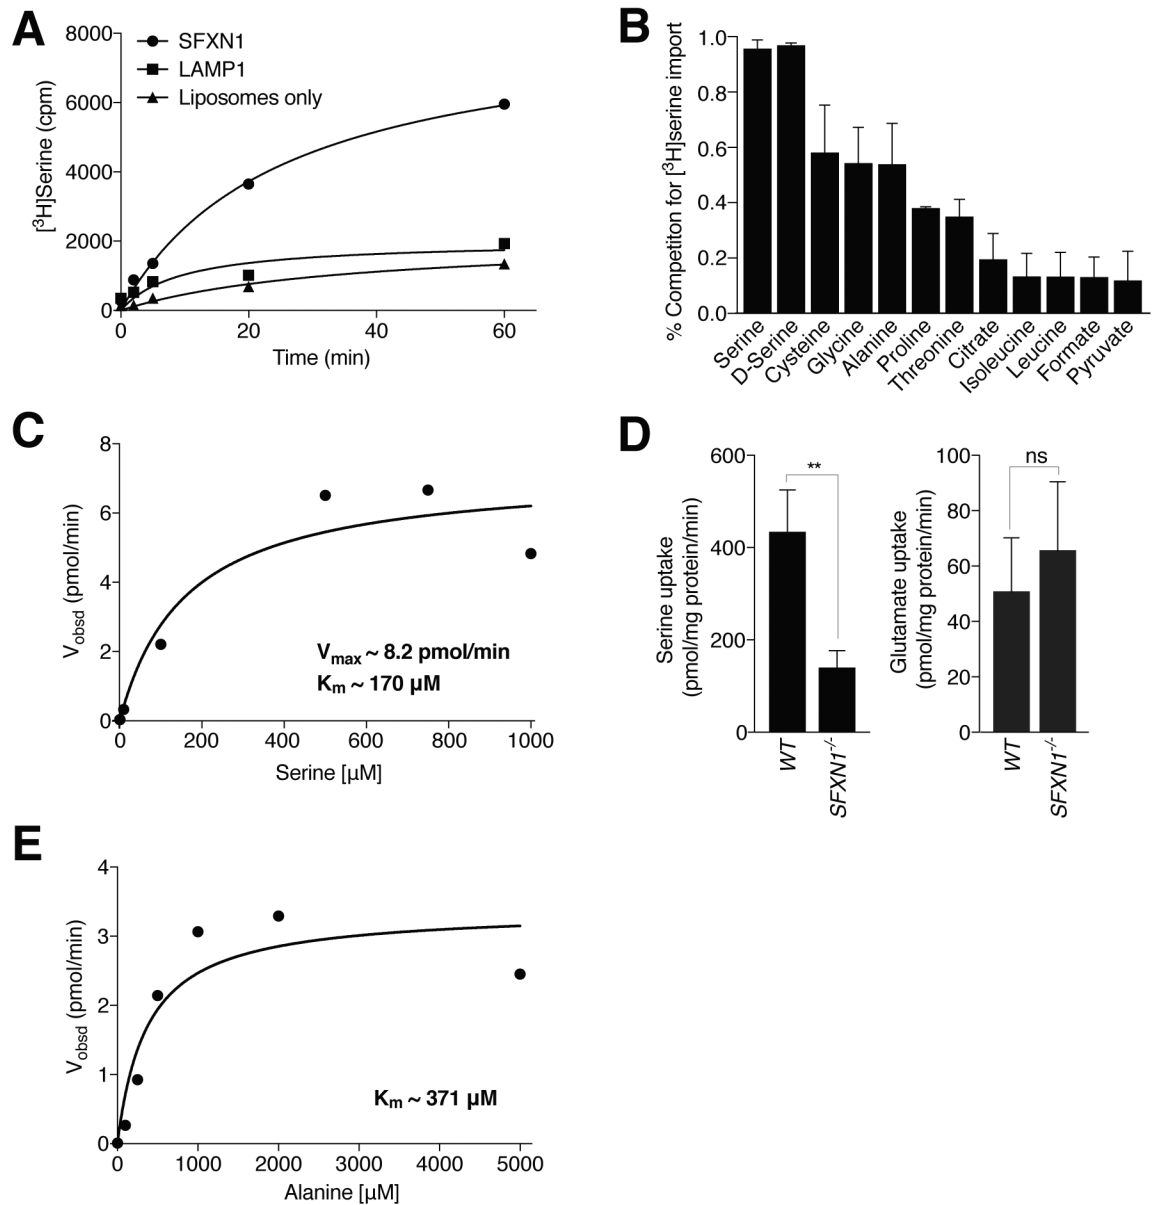 A
8000
6000
4000
2000
0
[³H]Serine (cpm)
SFXN1
LAMP1
Liposomes only
0 20 40 60
Time (min)
B
1.0
0.8
0.6
0.4
0.2
0.0
% Competiton for [³H]serine import
Serine
D-Serine
Cysteine
Glycine
Alanine
Proline
Threonine
Citrate
Isoleucine
Leucine
Formate
Pyruvate
C
8
6
4
2
0
Vobsd (pmol/min)
Vmax ~ 8.2 pmol/min
Km ~ 170 µM
0 200 400 600 800 1000
Serine [µM]
D
600
400
200
0
Serine uptake
(pmol/mg protein/min)
**
WT
SFXN1-/-
100
80
60
40
20
0
Glutamate uptake
(pmol/mg protein/min)
ns
WT
SFXN1-/-
E
4
3
2
1
0
Vobsd (pmol/min)
Km ~ 371 µM
0 1000 2000 3000 4000 5000
Alanine [µM]